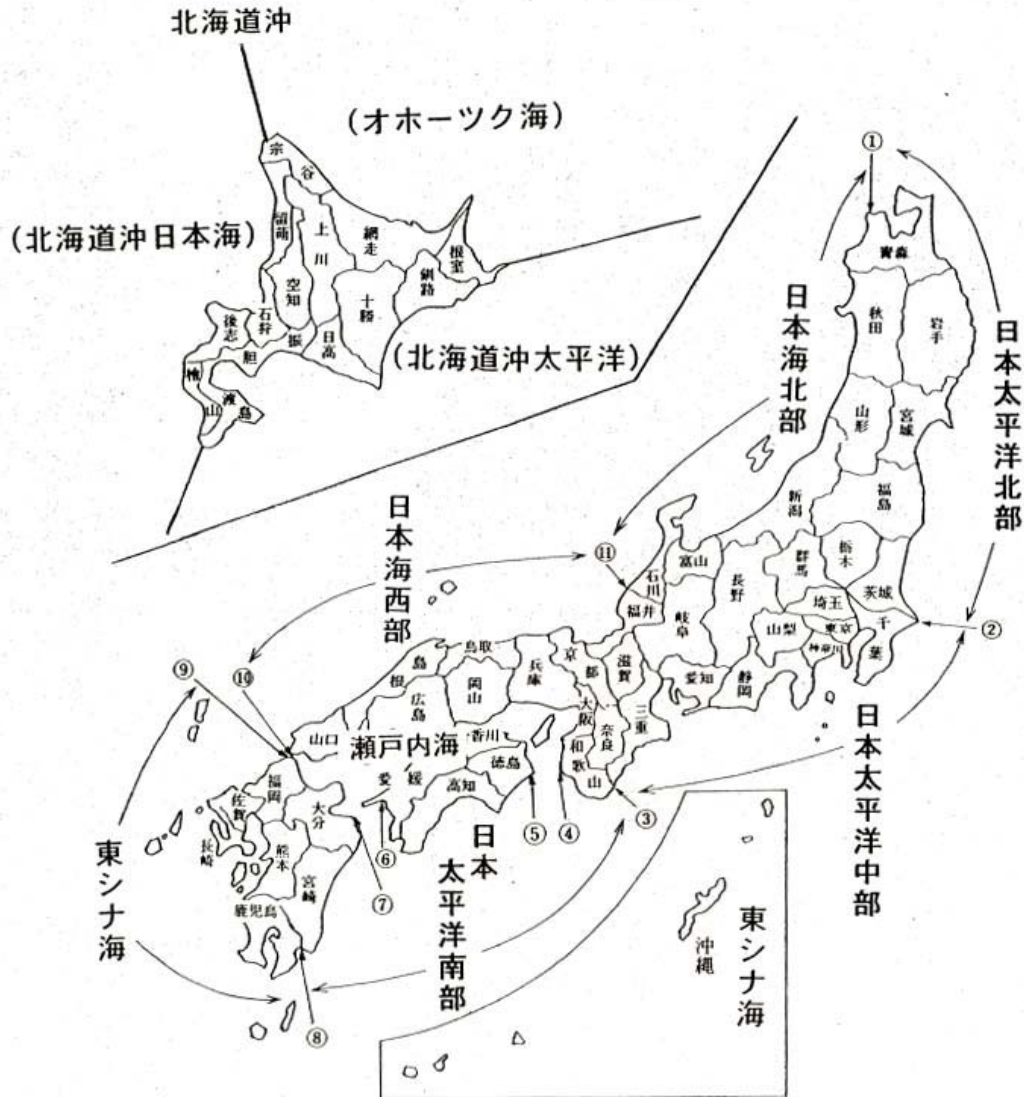 北海道沖
(オホーツク海)
(北海道沖日本海)
(北海道沖太平洋)
宗谷
留萌
上川
網走
根室
釧路
十勝
空知
石狩
後志
胆振
日高
檜山
渡島
①
青森
秋田
岩手
山形
宮城
新潟
福島
日本海北部
日本太平洋北部
⑪
石川
富山
福井
岐阜
長野
群馬
栃木
茨城
埼玉
東京
千葉
山梨
神奈川
②
静岡
愛知
日本海西部
⑨
⑩
島根
鳥取
岡山
広島
山口
兵庫
京都
滋賀
大阪
奈良
三重
和歌山
瀬戸内海
香川
徳島
愛媛
高知
③
④
⑤
⑥
⑦
⑧
日本太平洋中部
日本
太平洋南部
福岡
佐賀
長崎
大分
熊本
宮崎
鹿児島
東シナ海
沖縄
東シナ海